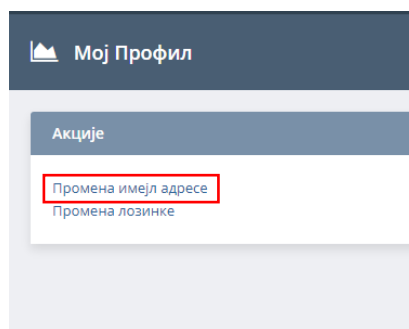 Мој Профил
Акције
Промена имејл адресе
Промена лозинке